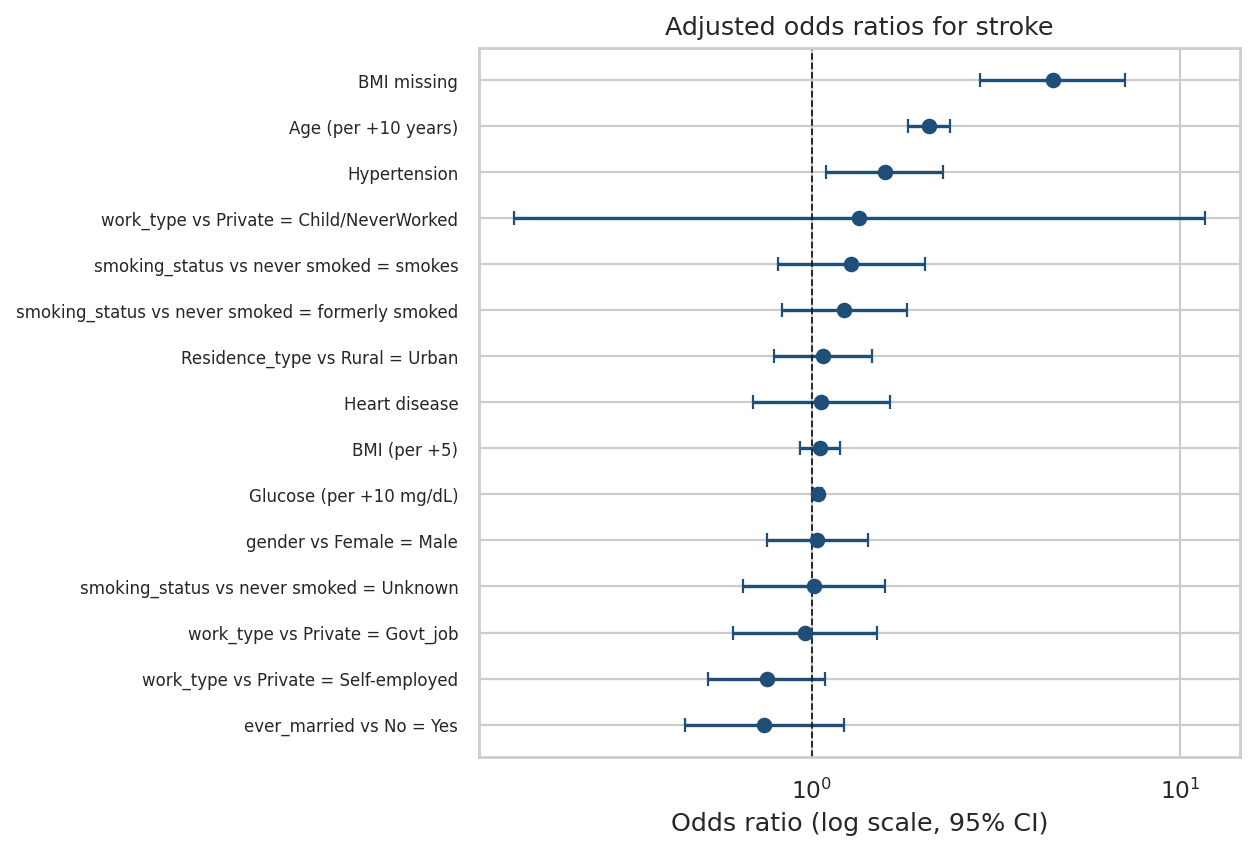 Adjusted odds ratios for stroke
BMI missing
Age (per +10 years)
Hypertension
work_type vs Private = Child/NeverWorked
smoking_status vs never smoked = smokes
smoking_status vs never smoked = formerly smoked
Residence_type vs Rural = Urban
Heart disease
BMI (per +5)
Glucose (per +10 mg/dL)
gender vs Female = Male
smoking_status vs never smoked = Unknown
work_type vs Private = Govt_job
work_type vs Private = Self-employed
ever_married vs No = Yes
10⁰ 10¹
Odds ratio (log scale, 95% CI)